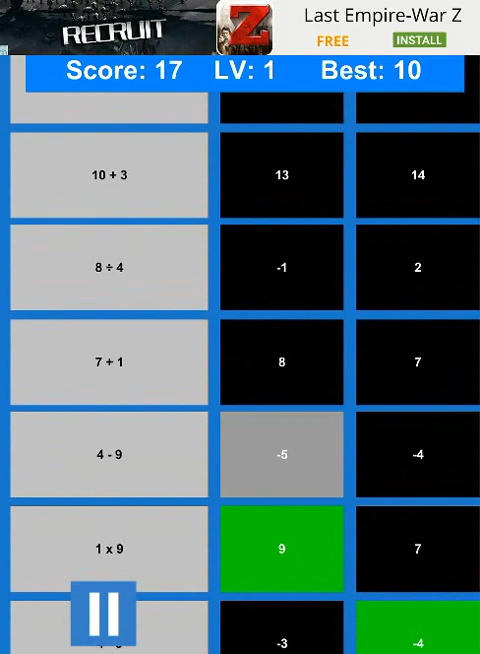 RECRUIT
Z
Last Empire-War Z
FREE INSTALL
Score: 17 LV: 1 Best: 10
10 + 3 13 14
8 ÷ 4 -1 2
7 + 1 8 7
4 - 9 -5 -4
1 x 9 9 7
-3 -4